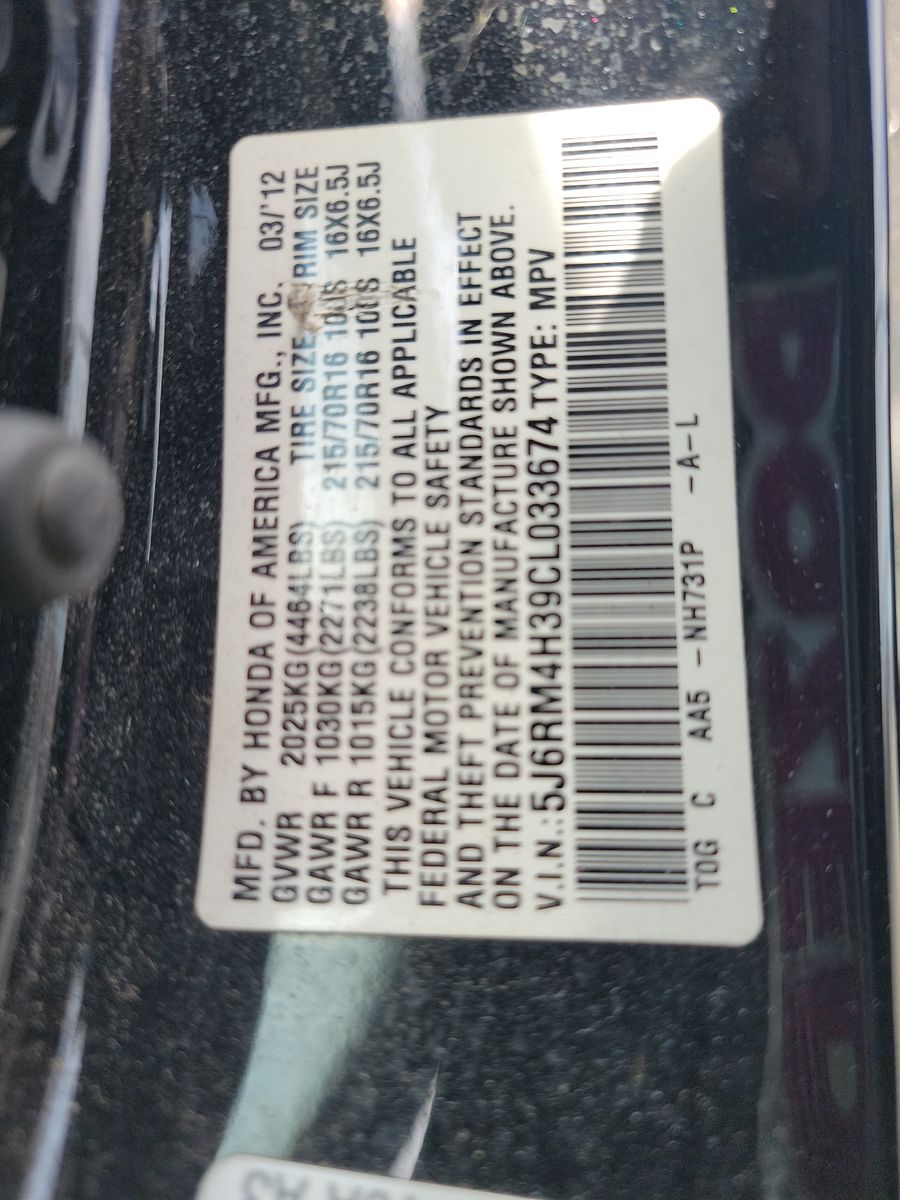 MFD. BY HONDA OF AMERICA MFG., INC. 03/'12
GVWR 2025KG(4464LBS) TIRE SIZE RIM SIZE
GAWR F 1030KG(2271LBS) 215/70R16 100S 16X6.5J
GAWR R 1015KG(2238LBS) 215/70R16 100S 16X6.5J
THIS VEHICLE CONFORMS TO ALL APPLICABLE
FEDERAL MOTOR VEHICLE SAFETY
AND THEFT PREVENTION STANDARDS IN EFFECT
ON THE DATE OF MANUFACTURE SHOWN ABOVE.
V.I.N.:5J6RM4H39CL033674 TYPE: MPV
TOG C AA5 -NH731P -A-L